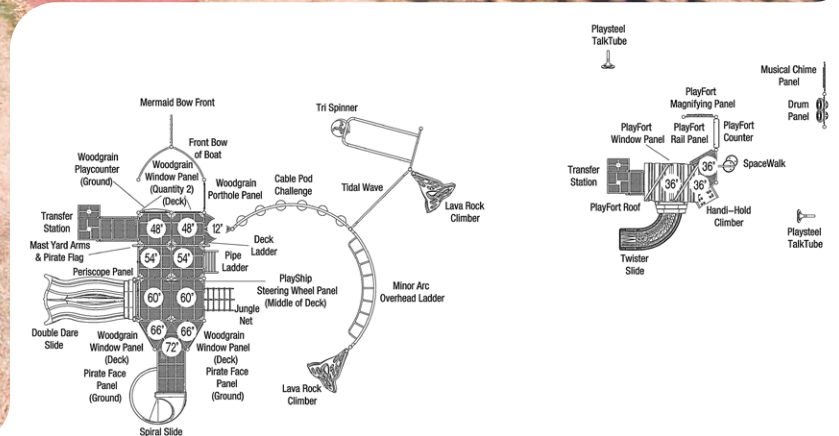 Playsteel
TalkTube
Musical Chime
Panel
Drum
Panel
PlayFort
Magnifying Panel
PlayFort
Window Panel
PlayFort
Rail Panel
PlayFort
Counter
Transfer
Station
36"
36"
36"
SpaceWalk
PlayFort Roof
Handi-Hold
Climber
Twister
Slide
Playsteel
TalkTube
Mermaid Bow Front
Tri Spinner
Front Bow
of Boat
Woodgrain
Playcounter
(Ground)
Woodgrain
Window Panel
(Quantity 2)
(Deck)
Woodgrain
Porthole Panel
Cable Pod
Challenge
Tidal Wave
Lava Rock
Climber
Transfer
Station
48"
48"
12"
Deck
Ladder
Mast Yard Arms
& Pirate Flag
54"
54"
Pipe
Ladder
Periscope Panel
PlayShip
Steering Wheel Panel
(Middle of Deck)
Minor Arc
Overhead Ladder
60"
60"
Jungle
Net
Double Dare
Slide
66"
66"
72"
Woodgrain
Window Panel
(Deck)
Pirate Face
Panel
(Ground)
Woodgrain
Window Panel
(Deck)
Pirate Face
Panel
(Ground)
Lava Rock
Climber
Spiral Slide